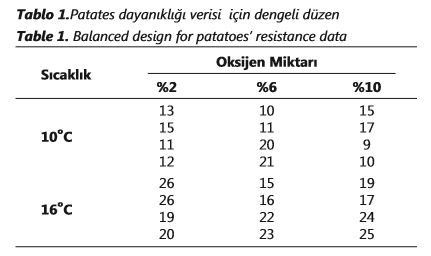 Tablo 1.Patates dayanıklığı verisi için dengeli düzen
Table 1. Balanced design for patatoes' resistance data
Sıcaklık Oksijen Miktarı
%2 %6 %10
10°C
13 10 15
15 11 17
11 20 9
12 21 10
16°C
26 15 19
26 16 17
19 22 24
20 23 25